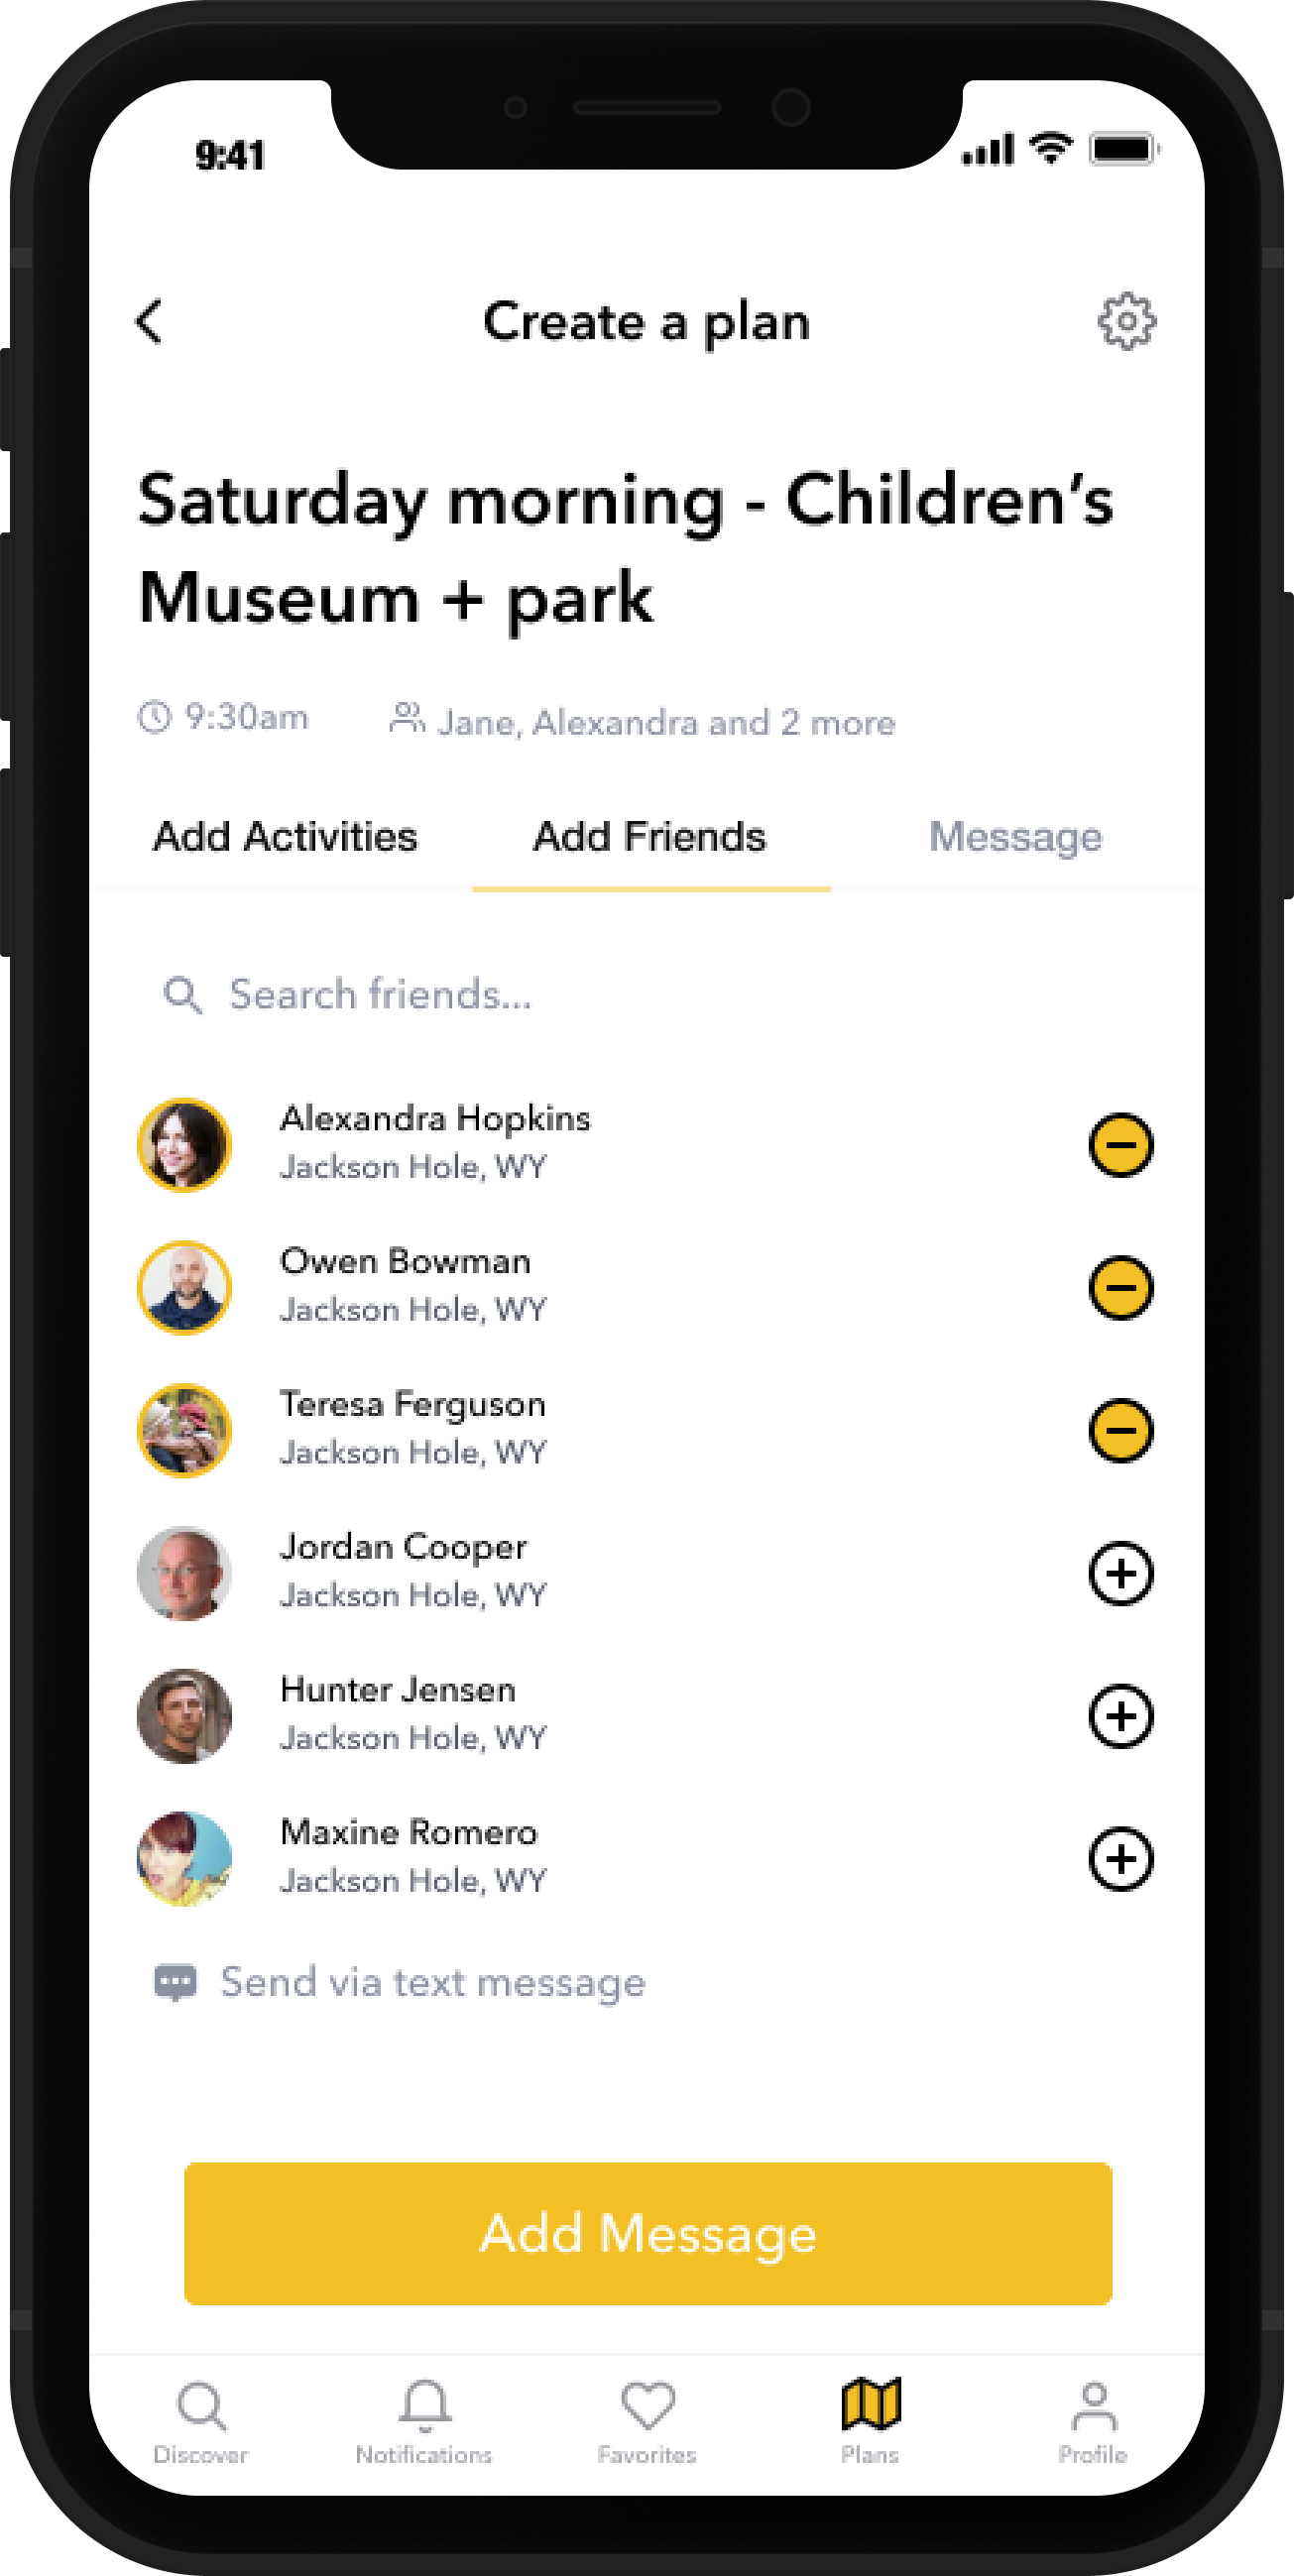 9:41
Create a plan
Saturday morning - Children’s
Museum + park
9:30am Jane, Alexandra and 2 more
Add Activities Add Friends Message
Search friends...
Alexandra Hopkins
Jackson Hole, WY
Owen Bowman
Jackson Hole, WY
Teresa Ferguson
Jackson Hole, WY
Jordan Cooper
Jackson Hole, WY
Hunter Jensen
Jackson Hole, WY
Maxine Romero
Jackson Hole, WY
Send via text message
Add Message
Discover Notifications Favorites Plans Profile